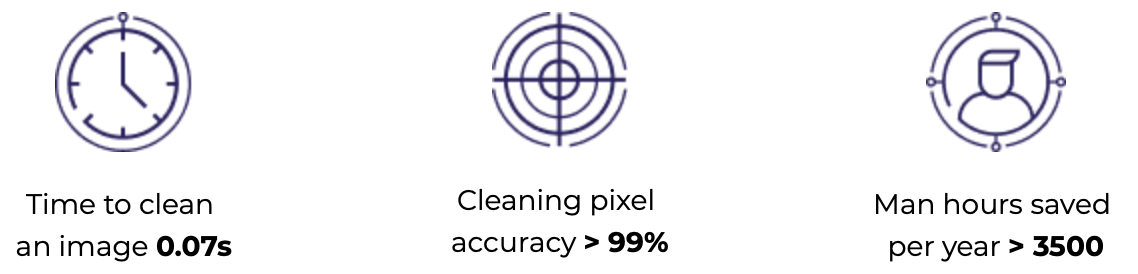 Time to clean
an image 0.07s
Cleaning pixel
accuracy > 99%
Man hours saved
per year > 3500